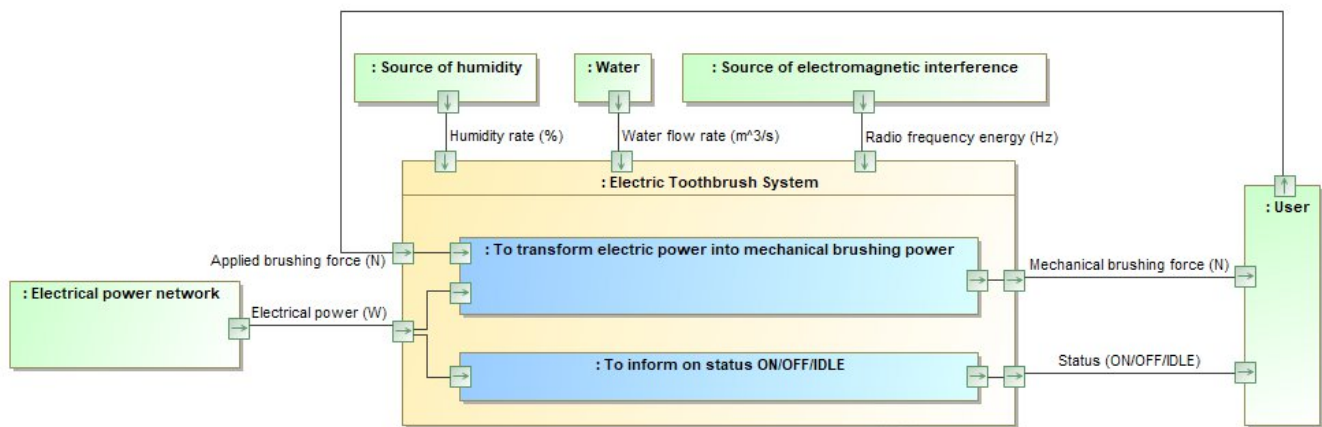 : Source of humidity
: Water
: Source of electromagnetic interference
Humidity rate (%)
Water flow rate (m^3/s)
Radio frequency energy (Hz)
: Electric Toothbrush System
: User
: To transform electric power into mechanical brushing power
Applied brushing force (N)
Mechanical brushing force (N)
: Electrical power network
Electrical power (W)
: To inform on status ON/OFF/IDLE
Status (ON/OFF/IDLE)